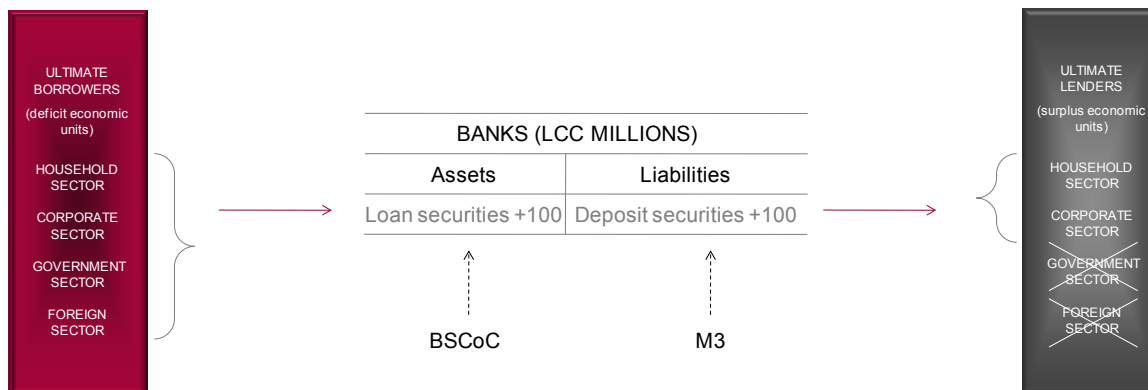 ULTIMATE
BORROWERS
(deficit economic
units)
HOUSEHOLD
SECTOR
CORPORATE
SECTOR
GOVERNMENT
SECTOR
FOREIGN
SECTOR
BANKS (LCC MILLIONS)
Assets
Liabilities
Loan securities +100
Deposit securities +100
BSCoC
M3
ULTIMATE
LENDERS
(surplus economic
units)
HOUSEHOLD
SECTOR
CORPORATE
SECTOR
GOVERNMENT
SECTOR
FOREIGN
SECTOR